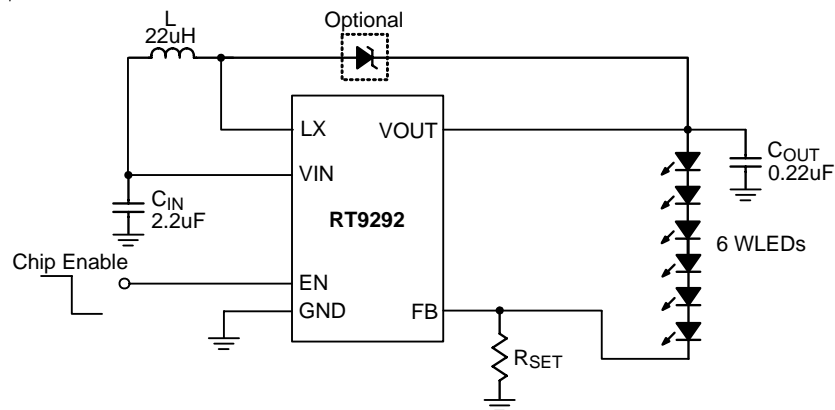 L
22uH
Optional
LX
VOUT
VIN
COUT
0.22uF
CIN
2.2uF
RT9292
6 WLEDs
Chip Enable
EN
GND
FB
RSET